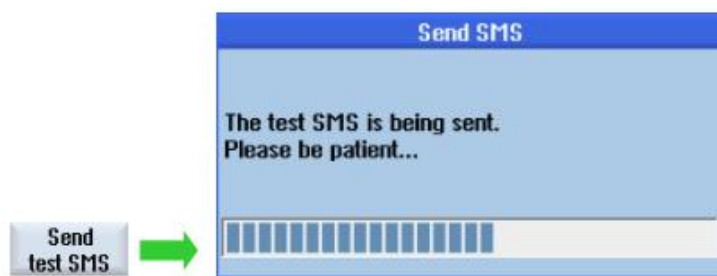 Send SMS
The test SMS is being sent.
Please be patient...
Send
test SMS